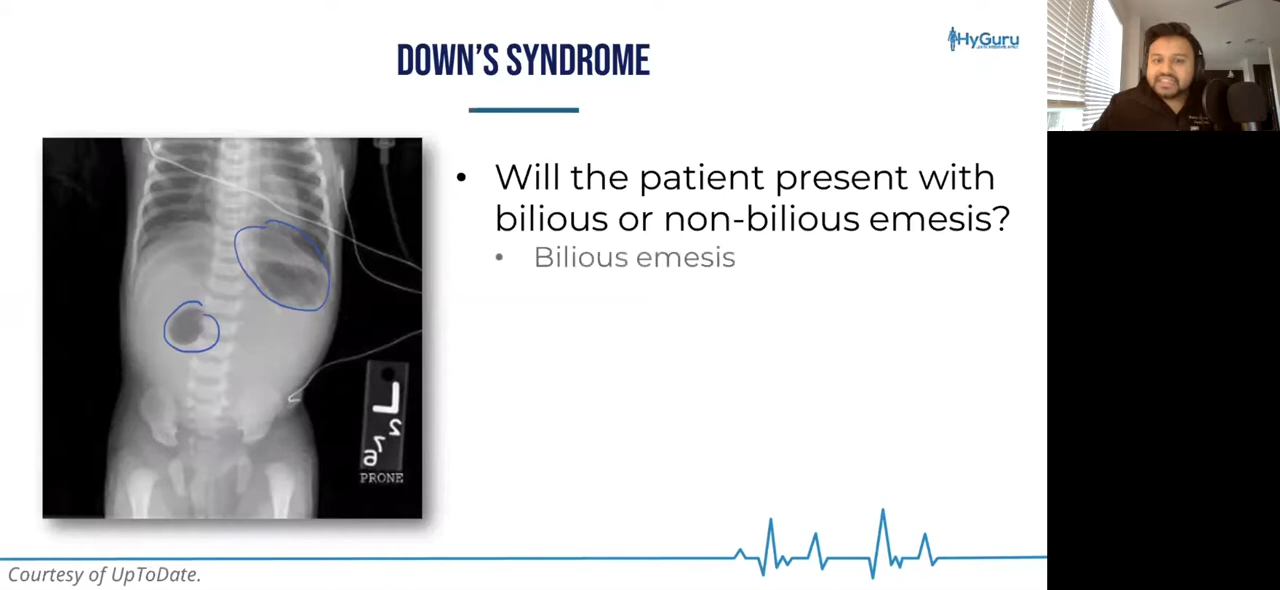 DOWN'S SYNDROME
HyGuru
• Will the patient present with
bilious or non-bilious emesis?
• Bilious emesis
L
PRONE
Courtesy of UpToDate.